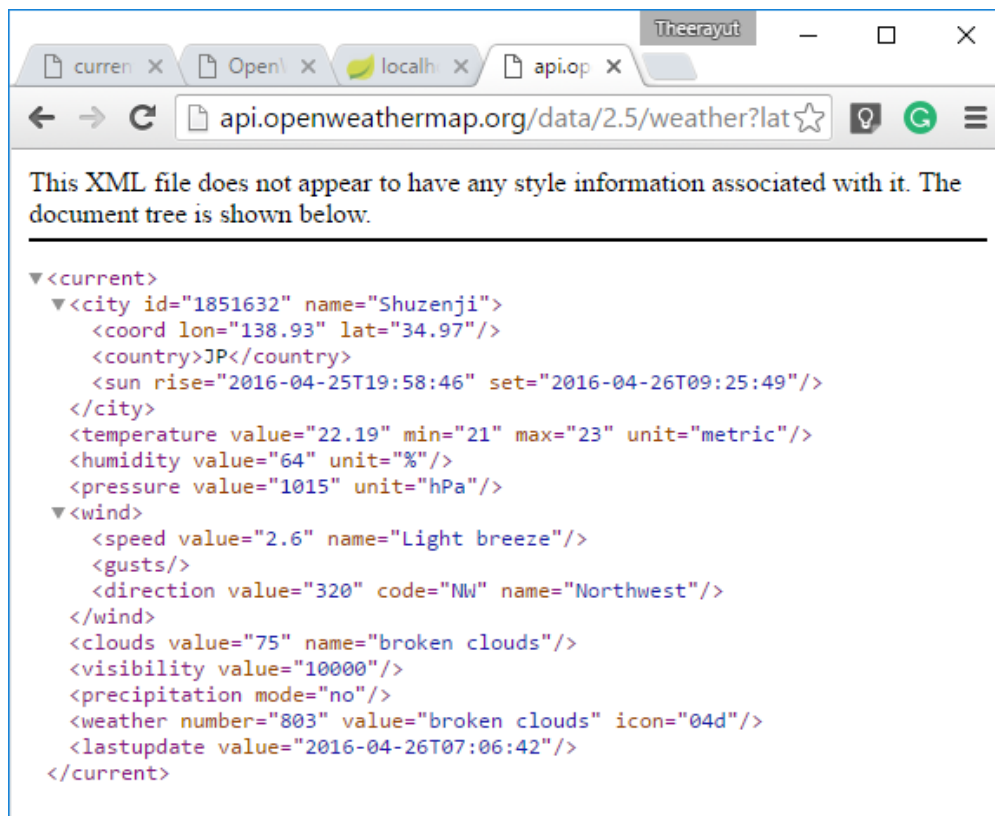 Theerayut
curren
Open
localh
api.op
api.openweathermap.org/data/2.5/weather?lat
This XML file does not appear to have any style information associated with it. The
document tree is shown below.
▼<current>
▼<city id="1851632" name="Shuzenji">
<coord lon="138.93" lat="34.97"/>
<country>JP</country>
<sun rise="2016-04-25T19:58:46" set="2016-04-26T09:25:49"/>
</city>
<temperature value="22.19" min="21" max="23" unit="metric"/>
<humidity value="64" unit="%"/>
<pressure value="1015" unit="hPa"/>
▼<wind>
<speed value="2.6" name="Light breeze"/>
<gusts/>
<direction value="320" code="NW" name="Northwest"/>
</wind>
<clouds value="75" name="broken clouds"/>
<visibility value="10000"/>
<precipitation mode="no"/>
<weather number="803" value="broken clouds" icon="04d"/>
<lastupdate value="2016-04-26T07:06:42"/>
</current>